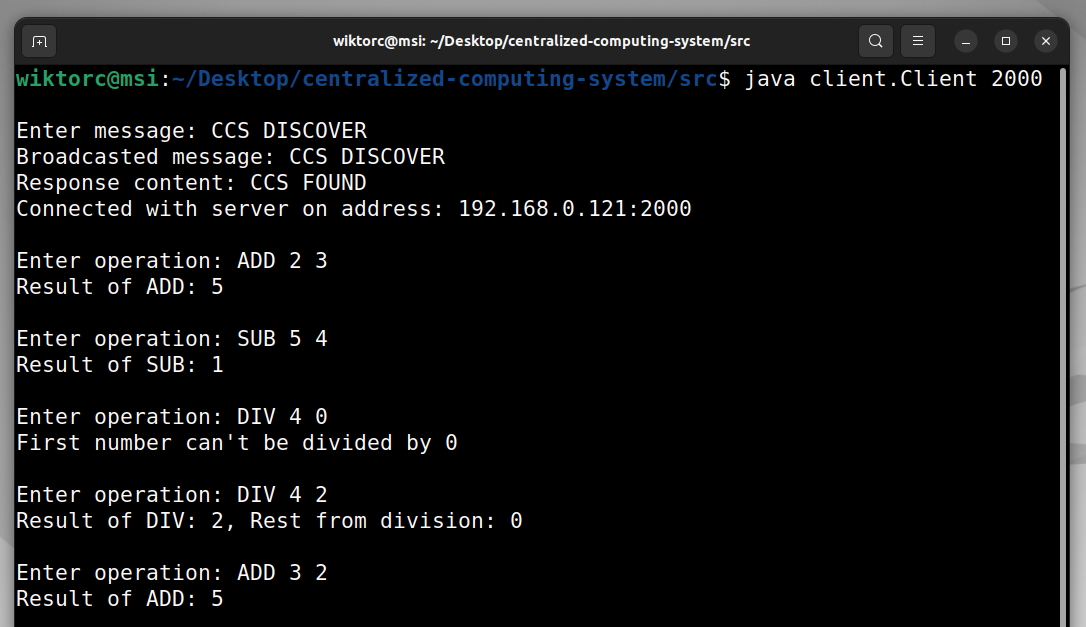 wiktorc@msi: ~/Desktop/centralized-computing-system/src
wiktorc@msi:~/Desktop/centralized-computing-system/src$ java client.Client 2000
Enter message: CCS DISCOVER
Broadcasted message: CCS DISCOVER
Response content: CCS FOUND
Connected with server on address: 192.168.0.121:2000
Enter operation: ADD 2 3
Result of ADD: 5
Enter operation: SUB 5 4
Result of SUB: 1
Enter operation: DIV 4 0
First number can't be divided by 0
Enter operation: DIV 4 2
Result of DIV: 2, Rest from division: 0
Enter operation: ADD 3 2
Result of ADD: 5